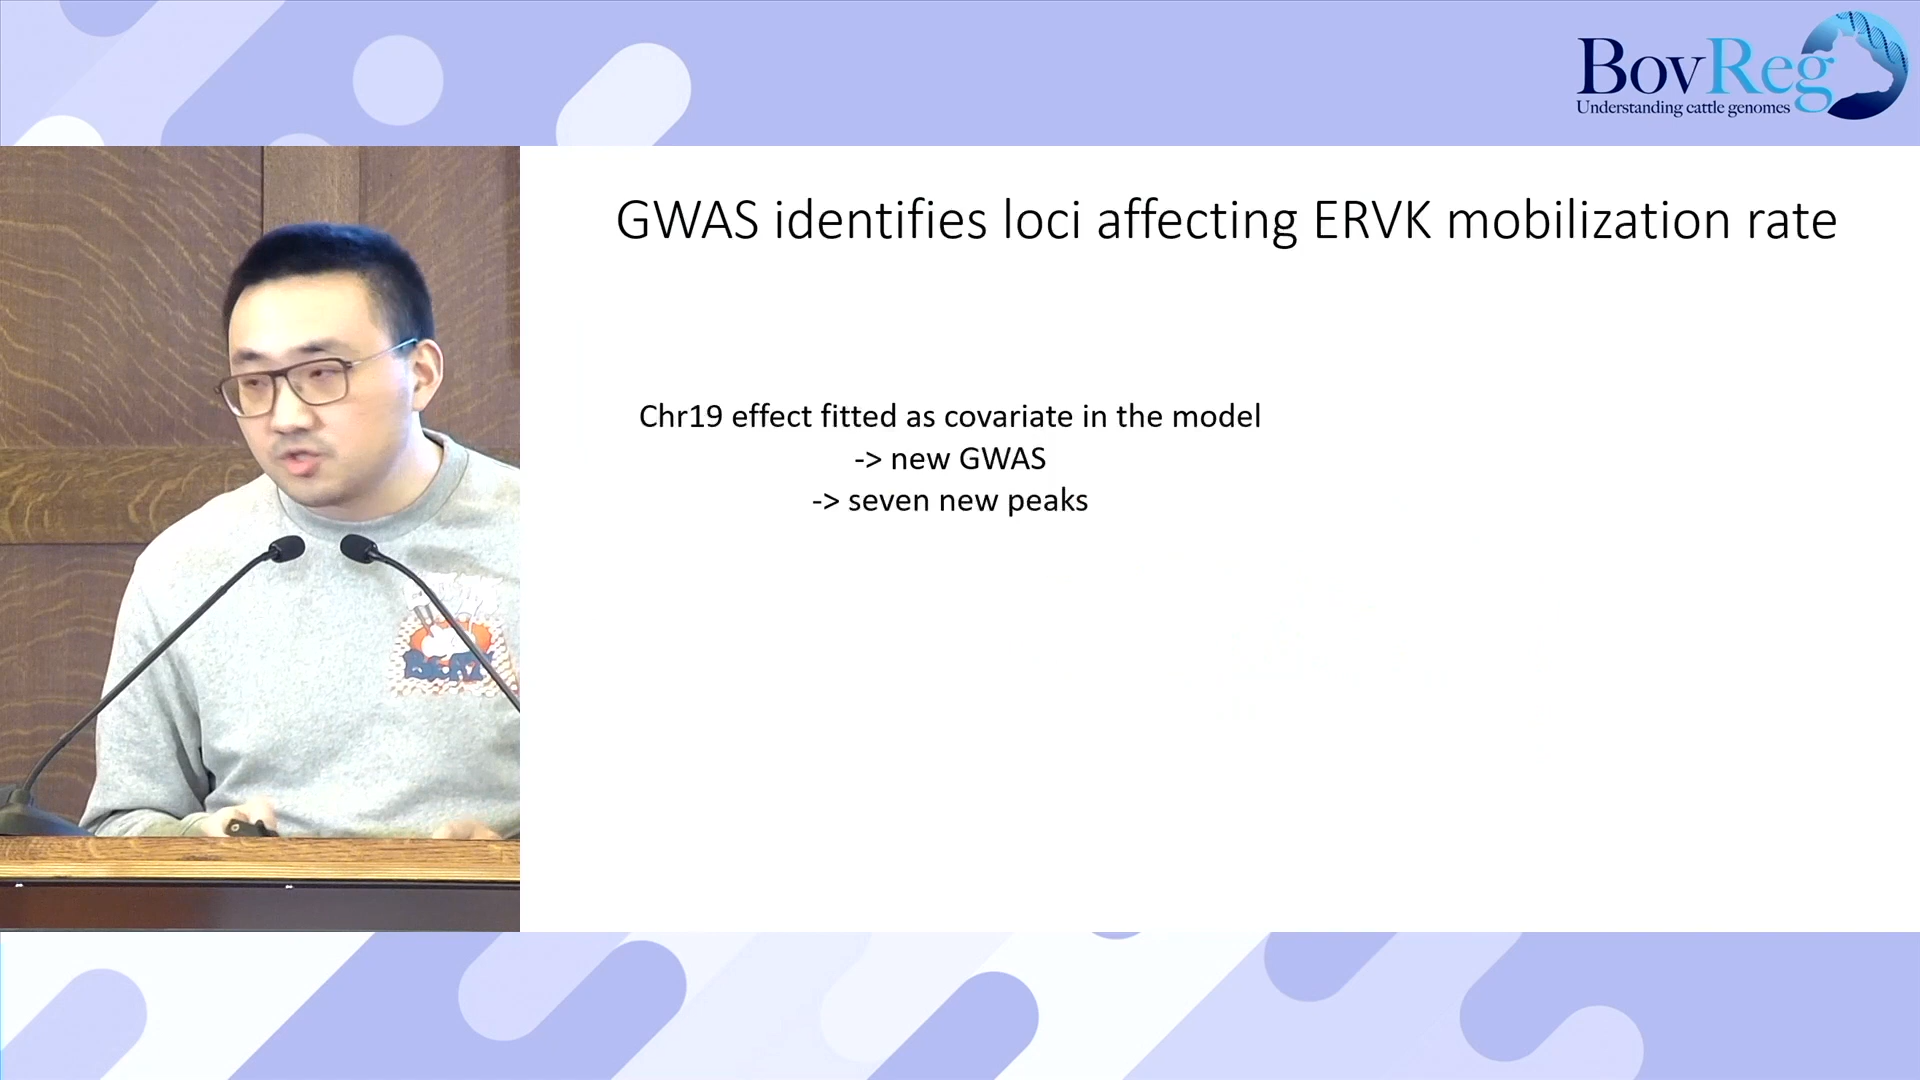 BovReg
Understanding cattle genomes
GWAS identifies loci affecting ERVK mobilization rate
Chr19 effect fitted as covariate in the model
-> new GWAS
-> seven new peaks